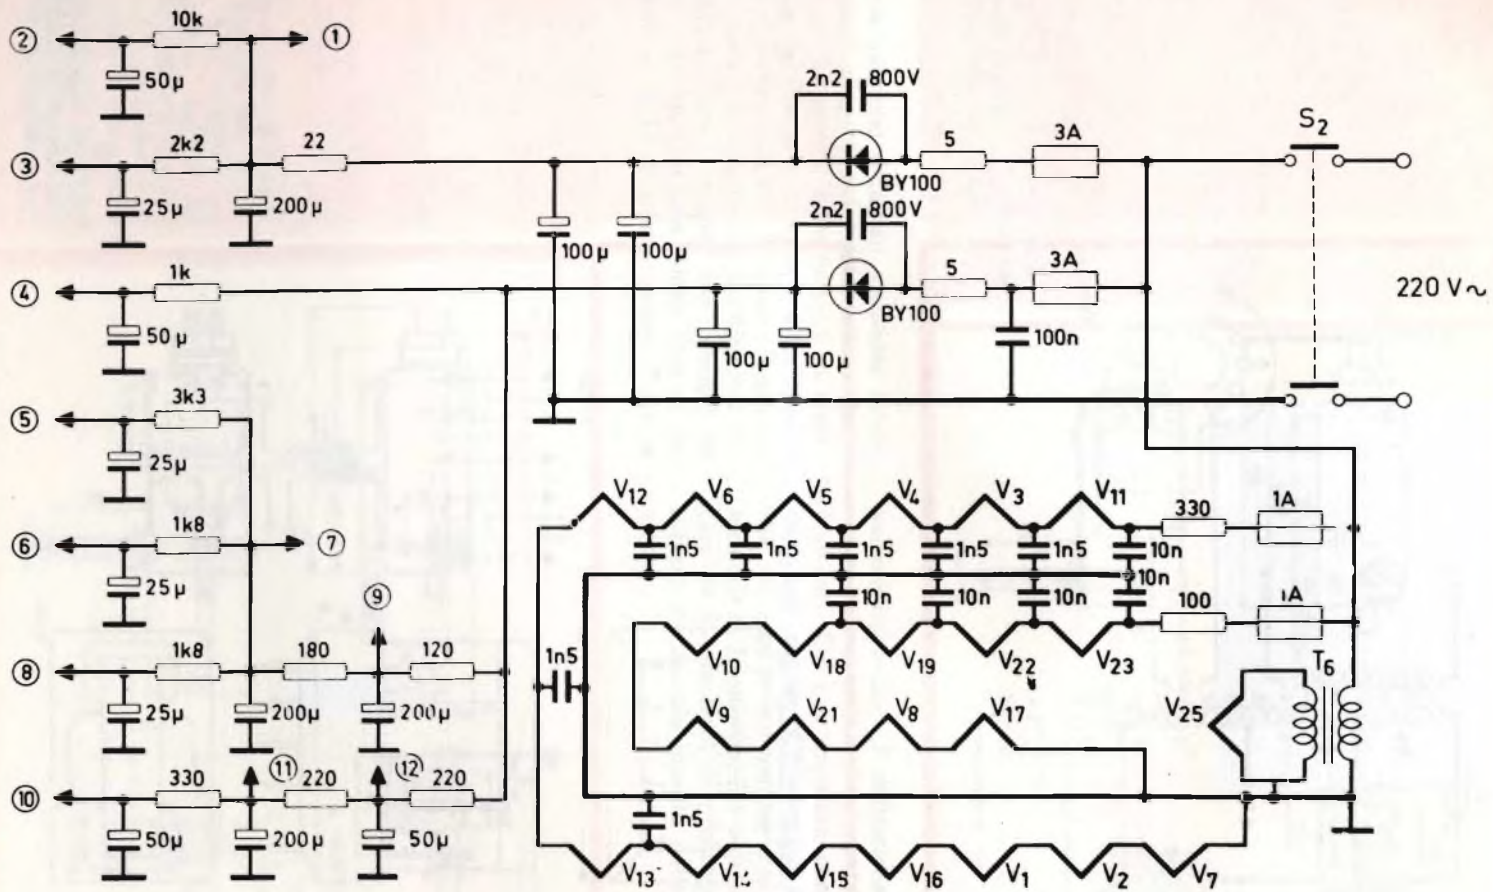 ② 10k ①
50µ 2n2 800V
S2
③ 2k2 22 5 3A
BY100
25µ 200µ 2n2 800V
100µ 100µ
④ 1k 5 3A
BY100
220 V~
50µ 100µ 100µ 100n
⑤ 3k3
25µ
V12 V6 V5 V4 V3 V11 330 1A
⑥ 1k8 ⑦
1n5 1n5 1n5 1n5 1n5 10n
25µ 10n
⑨ 10n 10n 10n 100 1A
⑧ 1k8 180 120
1n5 V10 V18 V19 V22 V23 T6
25µ 200µ 200µ V9 V21 V8 V17 V25
⑩ 330 ⑪ 220 ⑫ 220
50µ 200µ 50µ 1n5
V13 V15 V16 V1 V2 V7